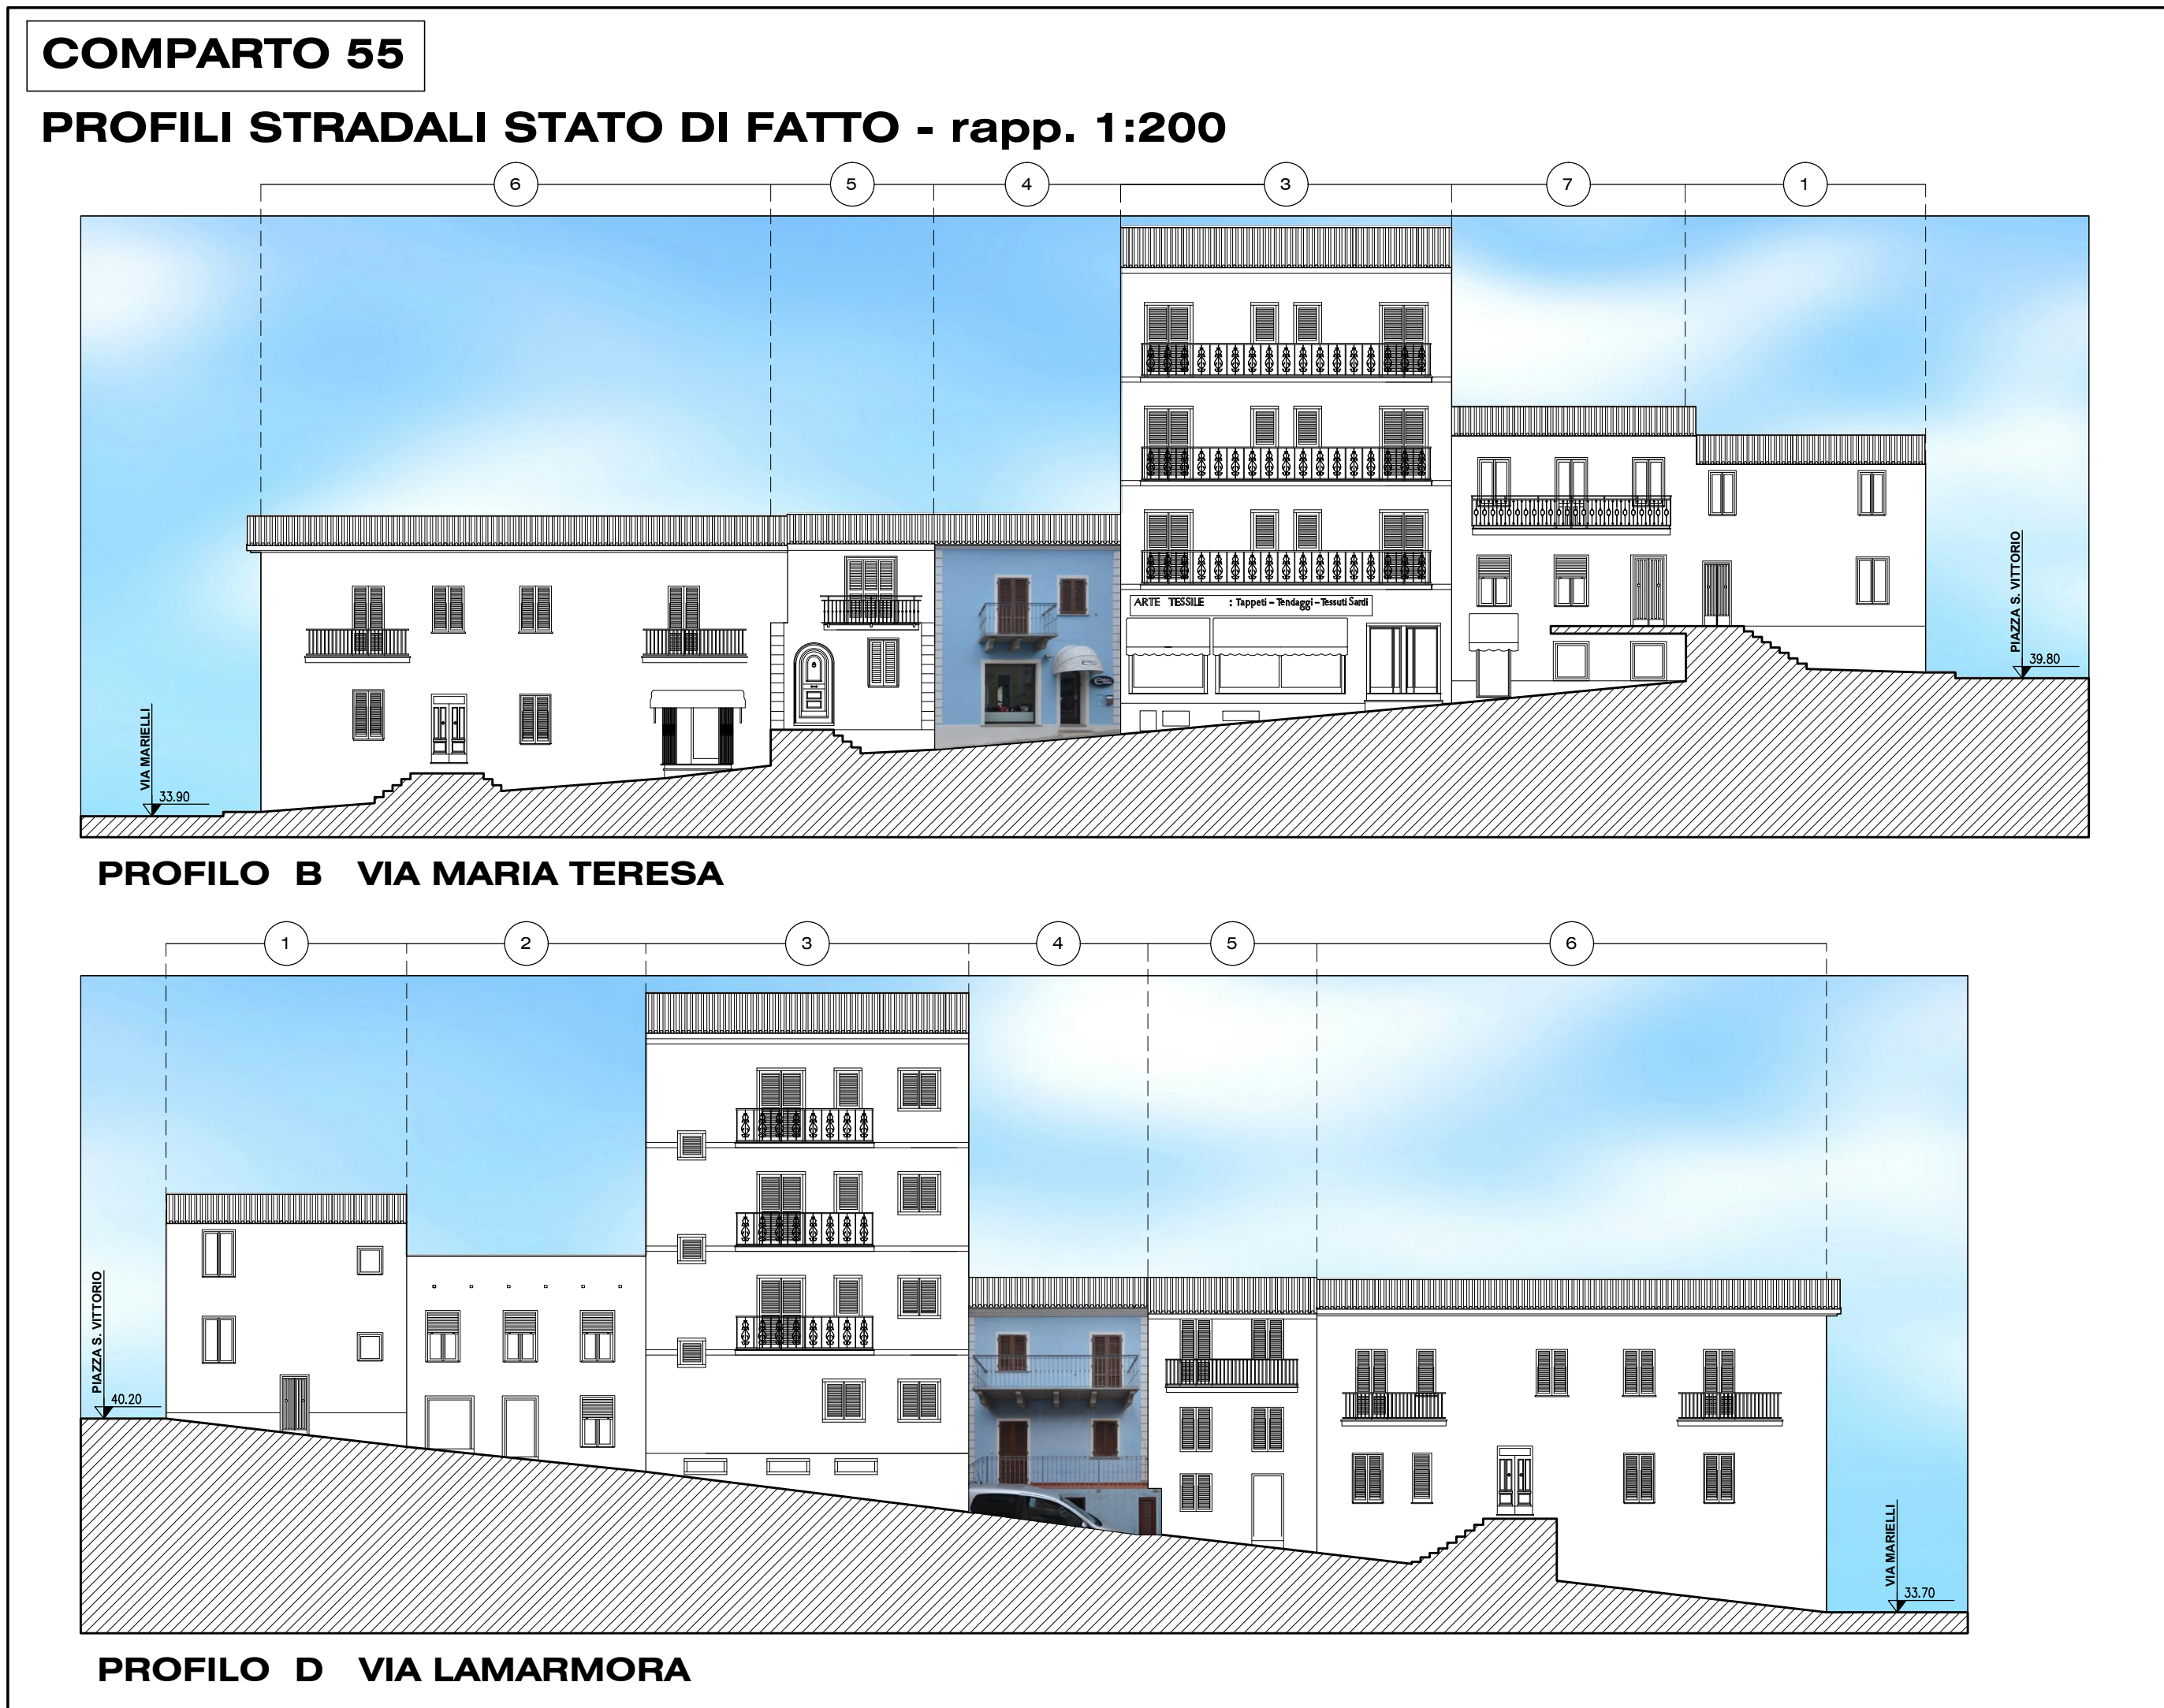 COMPARTO 55
PROFILI STRADALI STATO DI FATTO - rapp. 1:200
6 5 4 3 7 1
ARTE TESSILE : Tappeti - Tendaggi - Tessuti Sardi
66
VIA MARIELLI
33.90
PIAZZA S. VITTORIO
39.80
PROFILO B VIA MARIA TERESA
1 2 3 4 5 6
PIAZZA S. VITTORIO
40.20
VIA MARIELLI
33.70
PROFILO D VIA LAMARMORA